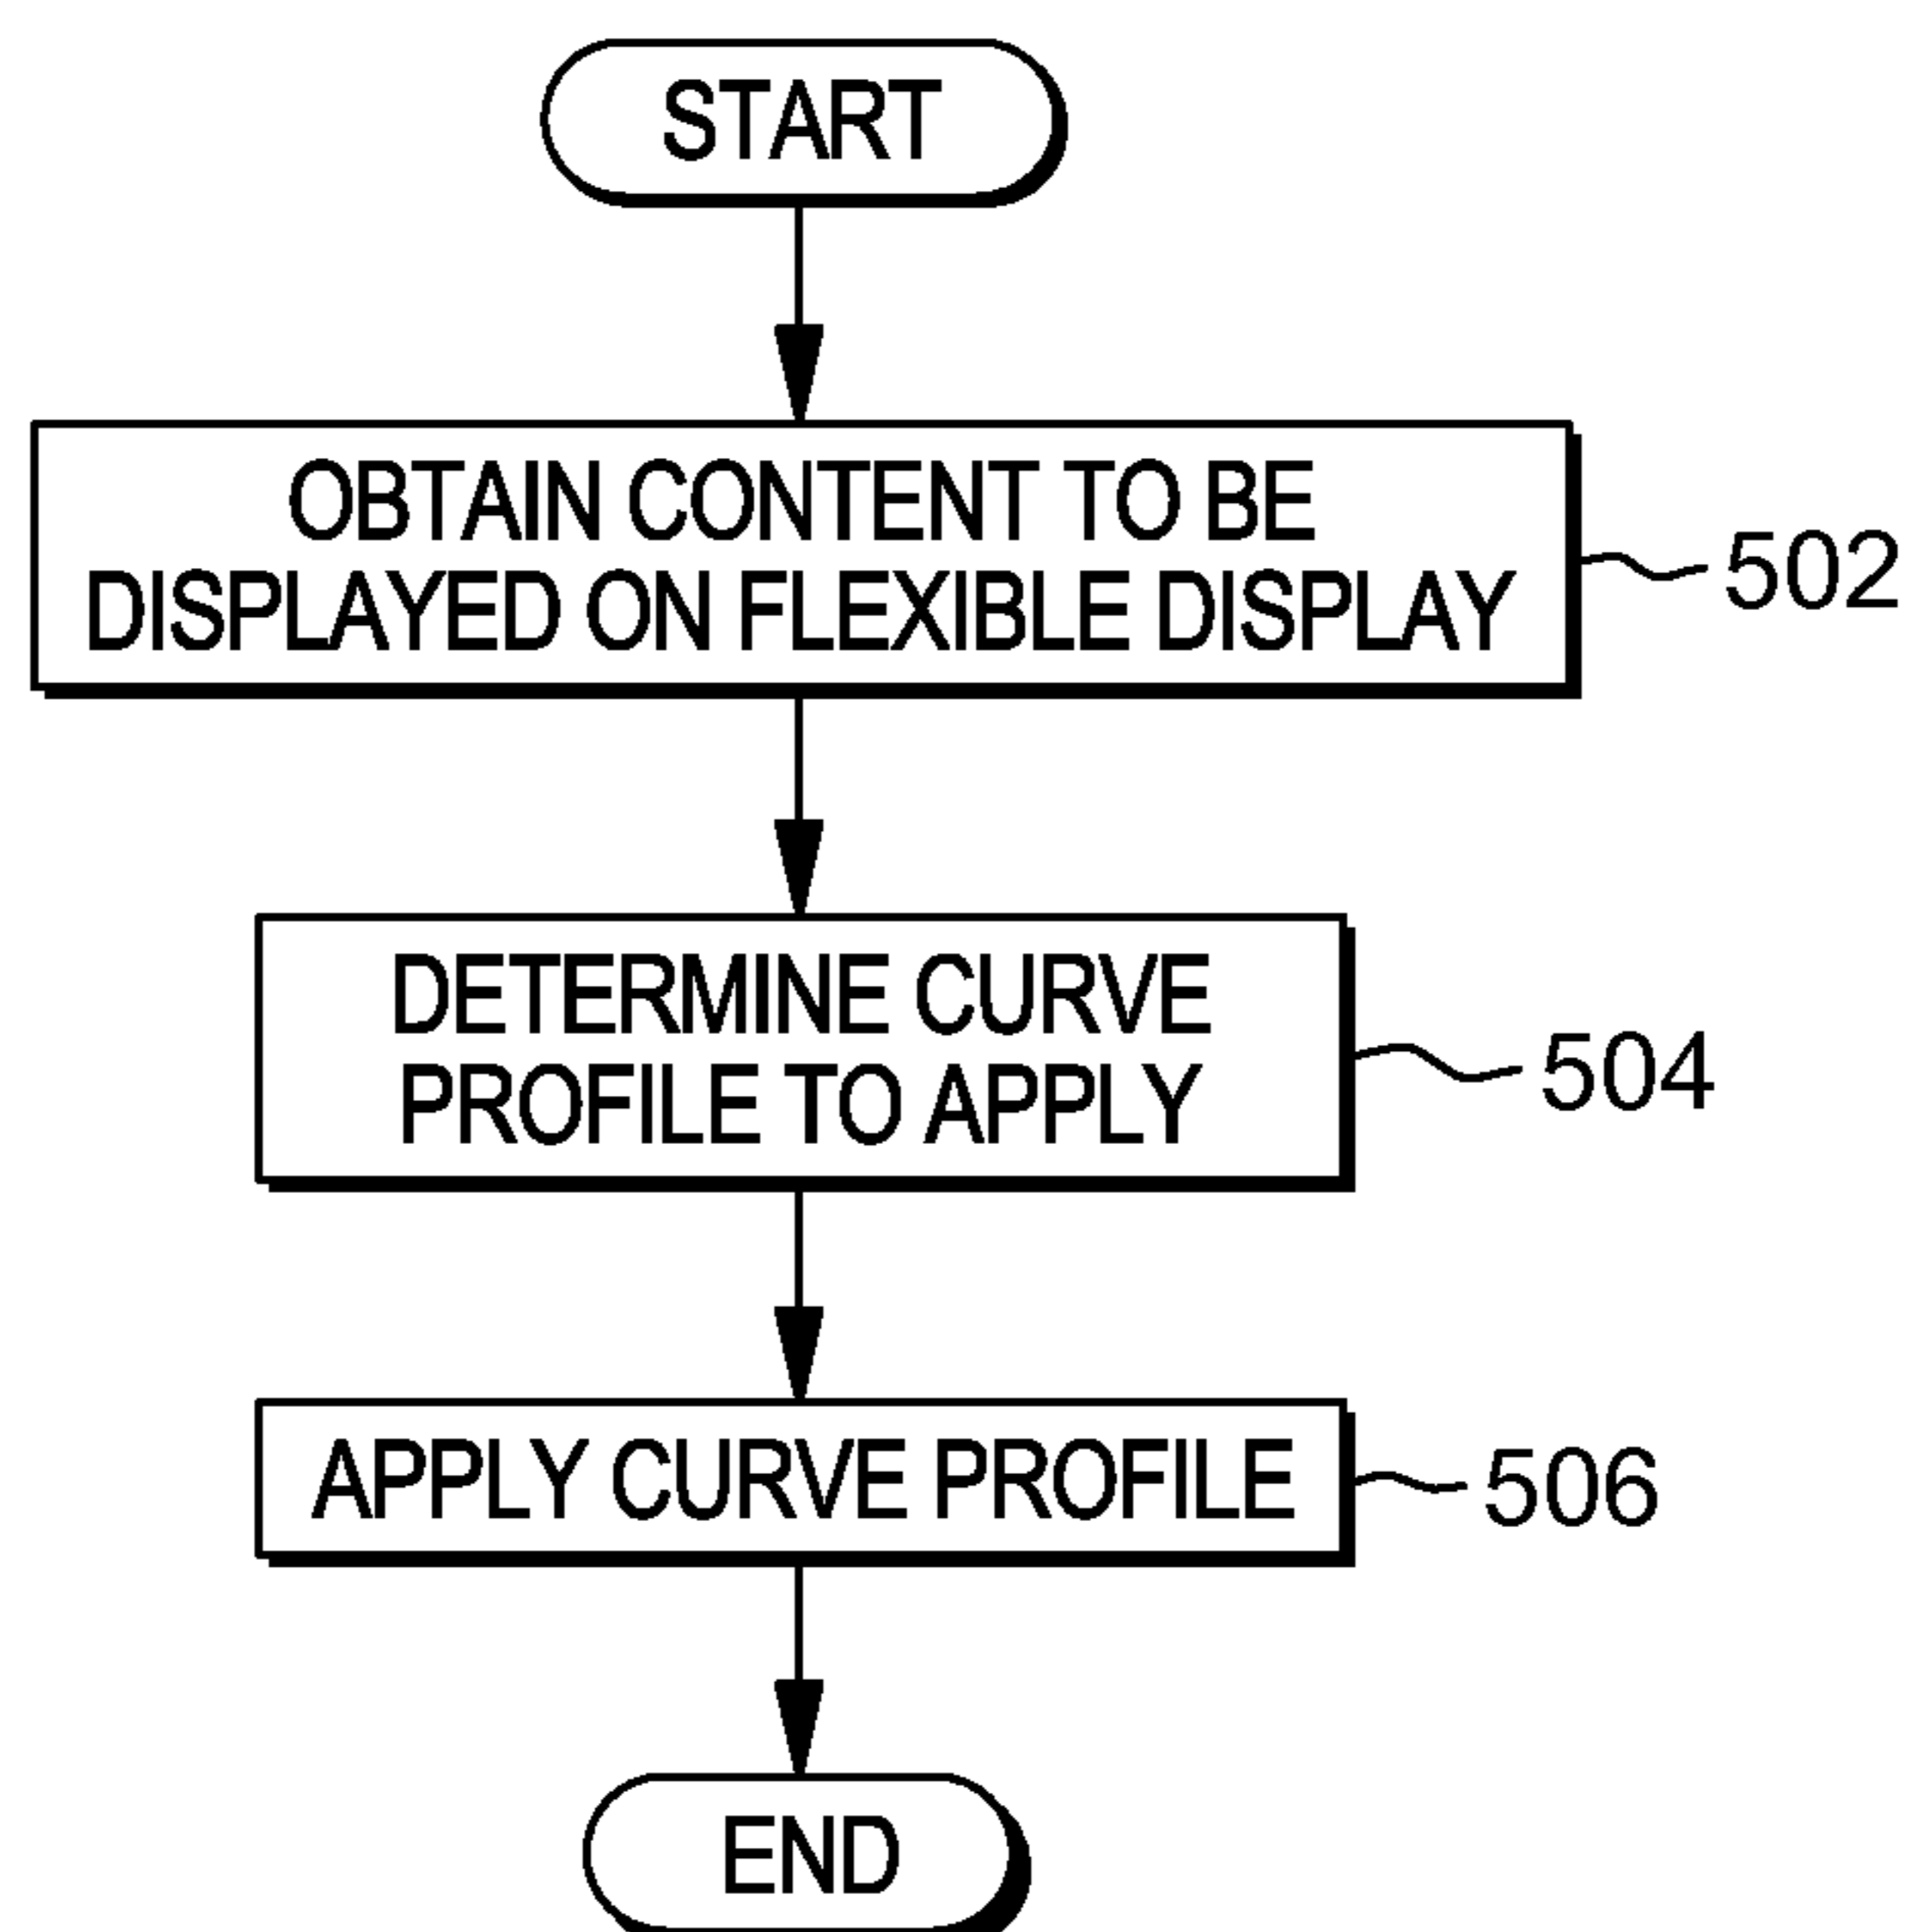 START
OBTAIN CONTENT TO BE
DISPLAYED ON FLEXIBLE DISPLAY
502
DETERMINE CURVE
PROFILE TO APPLY
504
APPLY CURVE PROFILE
506
END